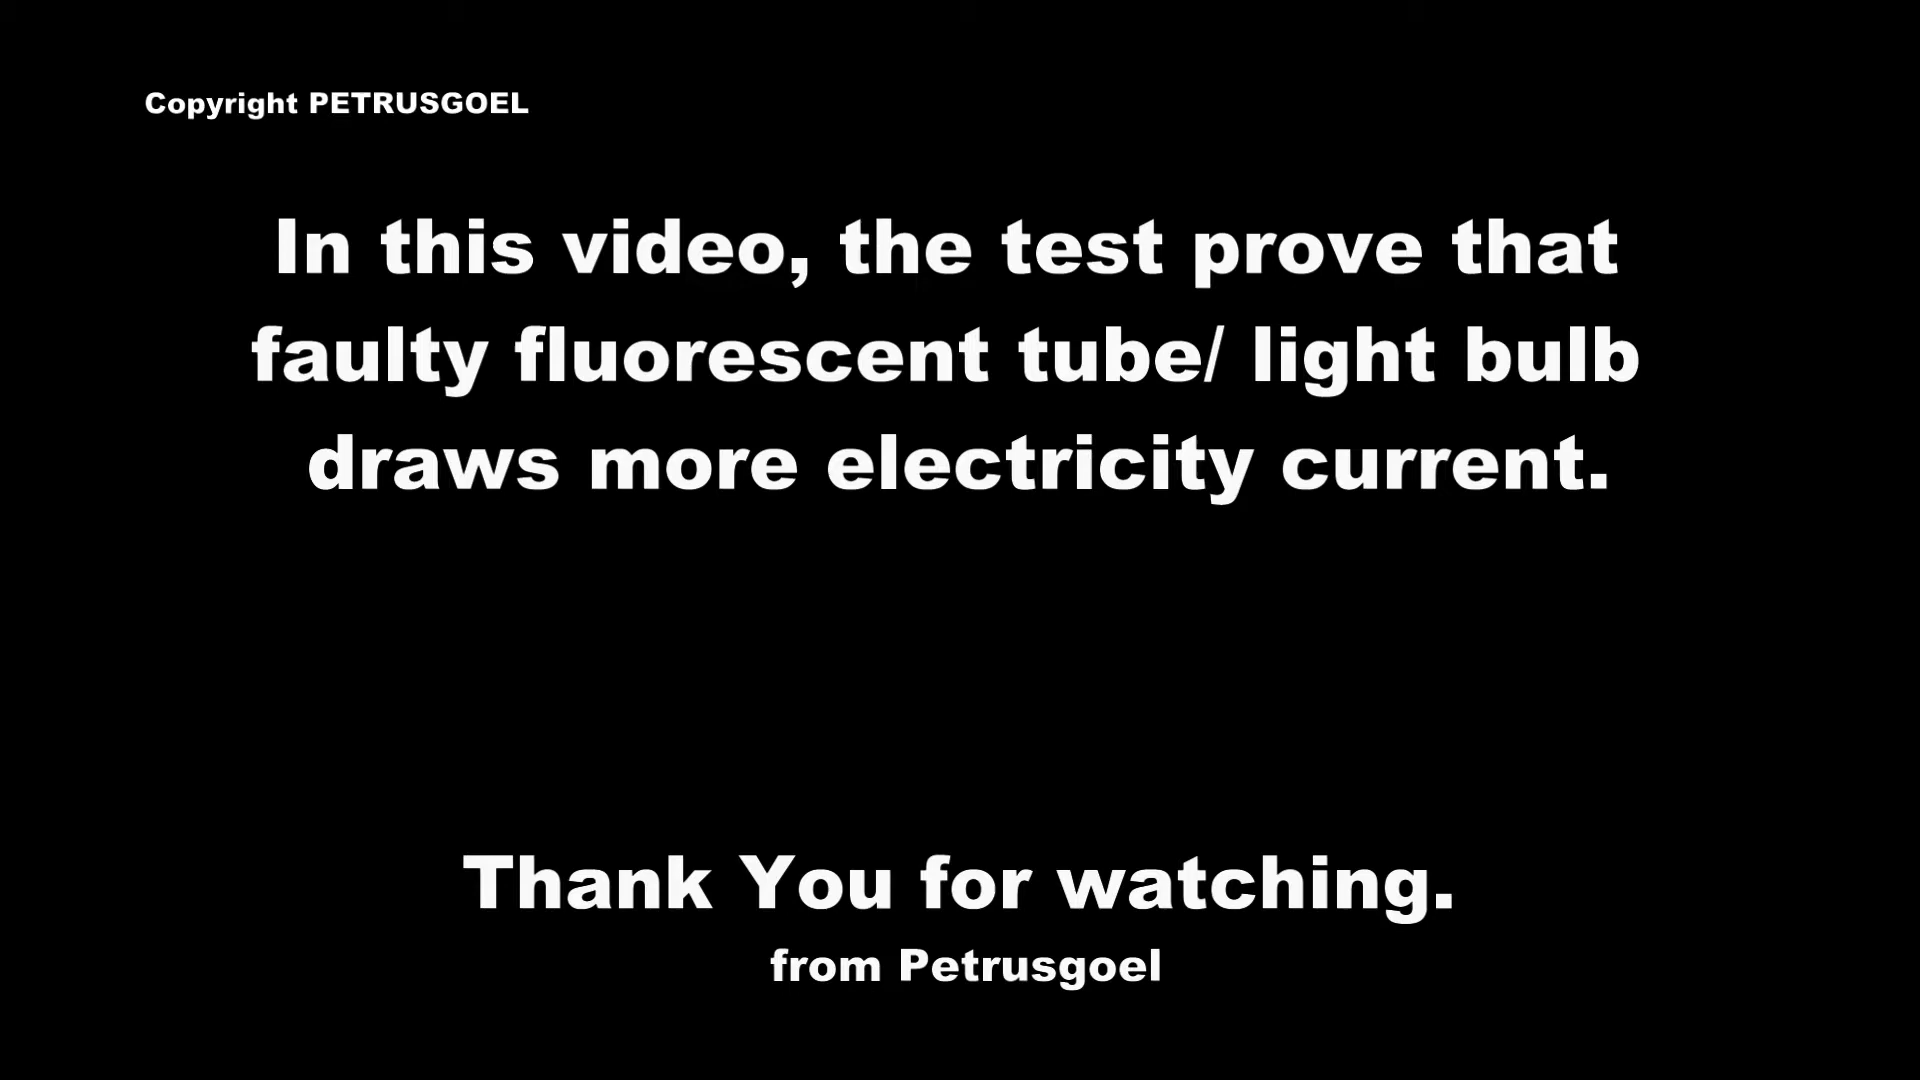 Copyright PETRUSGOEL
In this video, the test prove that
faulty fluorescent tube/ light bulb
draws more electricity current.
Thank You for watching.
from Petrusgoel